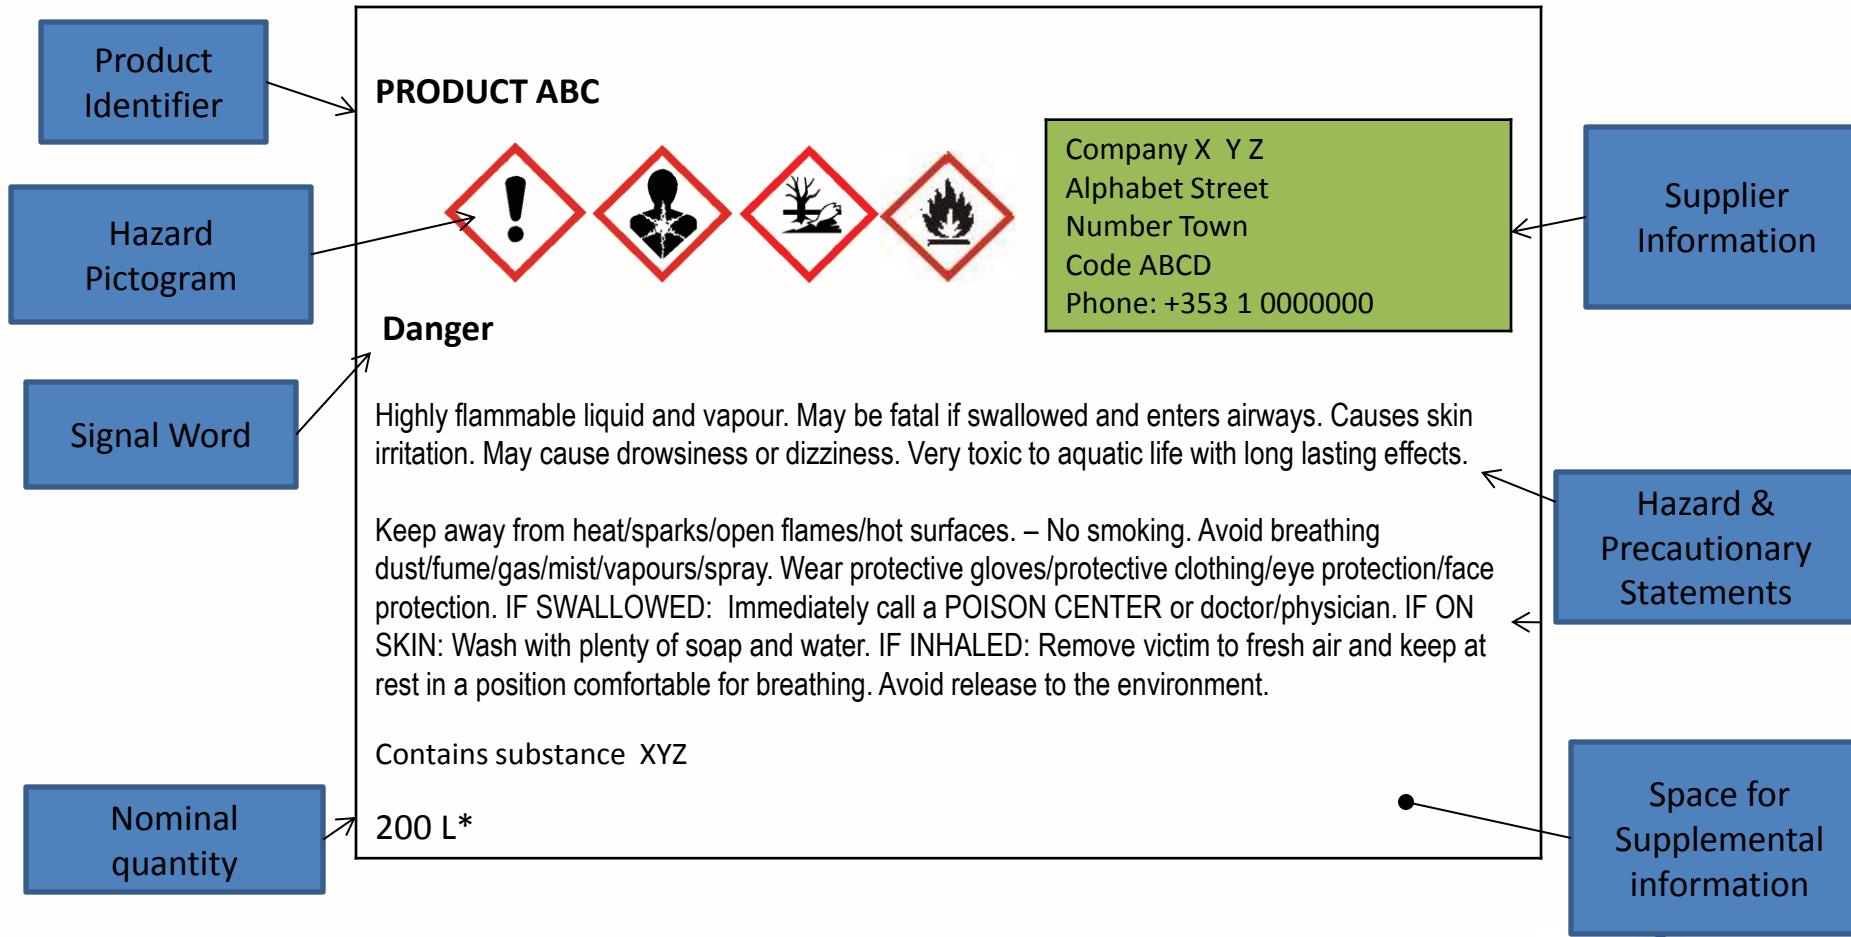 Product
Identifier
PRODUCT ABC
Hazard
Pictogram
Company X  Y Z
Alphabet Street
Number Town
Code ABCD
Phone: +353 1 0000000
Supplier
Information
Danger
Signal Word
Highly flammable liquid and vapour. May be fatal if swallowed and enters airways. Causes skin
irritation. May cause drowsiness or dizziness. Very toxic to aquatic life with long lasting effects.
Hazard &
Precautionary
Statements
Keep away from heat/sparks/open flames/hot surfaces. – No smoking. Avoid breathing
dust/fume/gas/mist/vapours/spray. Wear protective gloves/protective clothing/eye protection/face
protection. IF SWALLOWED:  Immediately call a POISON CENTER or doctor/physician. IF ON
SKIN: Wash with plenty of soap and water. IF INHALED: Remove victim to fresh air and keep at
rest in a position comfortable for breathing. Avoid release to the environment.
Contains substance  XYZ
Nominal
quantity
200 L*
Space for
Supplemental
information